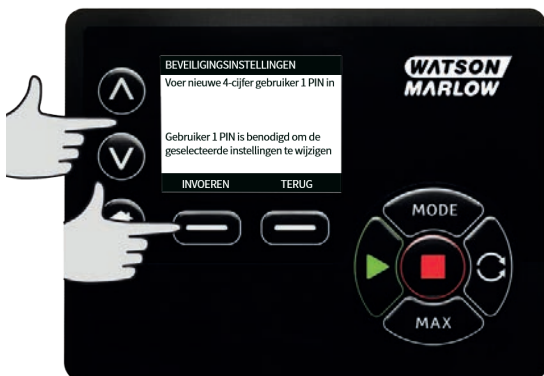 BEVEILIGINGSINSTELLINGEN
Voer nieuwe 4-cijfer gebruiker 1 PIN in
Gebruiker 1 PIN is benodigd om de
geselecteerde instellingen te wijzigen
INVOEREN TERUG
WATSON
MARLOW
MODE
MAX